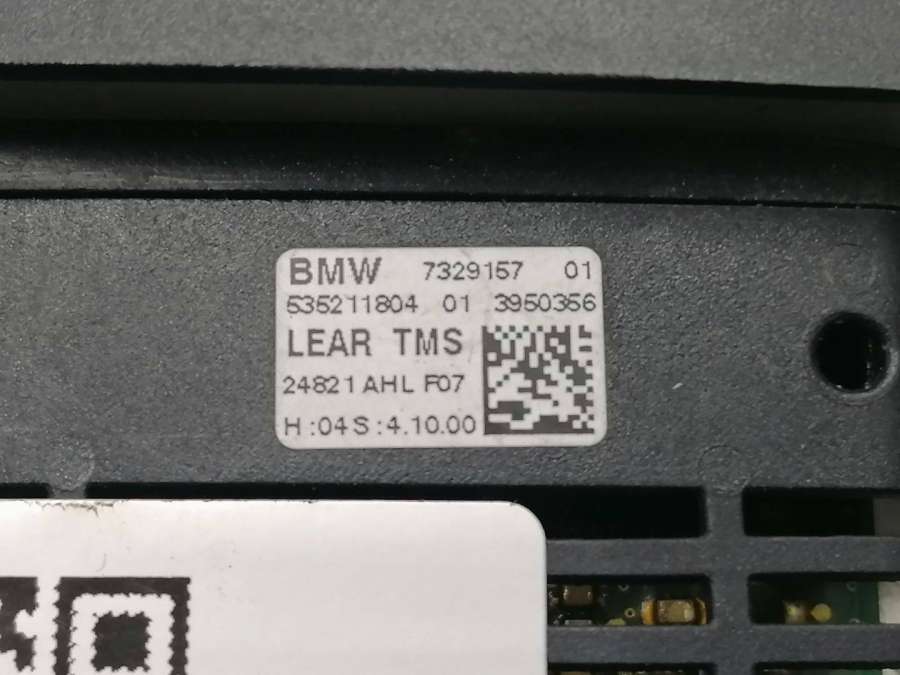 BMW 7329157 01
535211804 01 3950356
LEAR TMS
24821 AHL F07
H:04 S:4.10.00